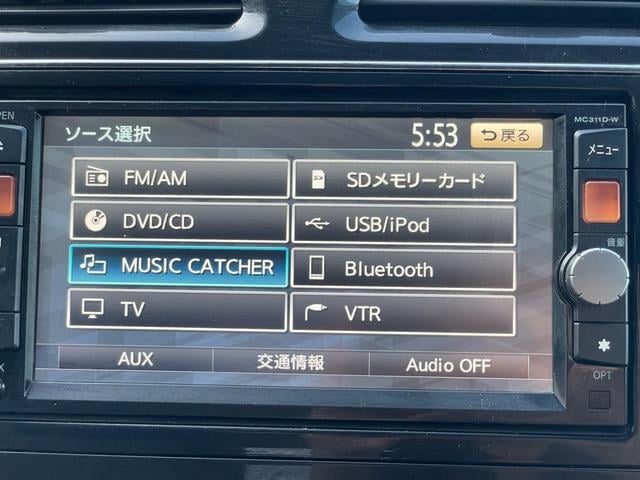 PEN
MC311D-W
ソース選択
5:53
戻る
メニュー
FM/AM
SDメモリーカード
DVD/CD
USB/iPod
音量
MUSIC CATCHER
Bluetooth
TV
VTR
AUX
交通情報
Audio OFF
OPT